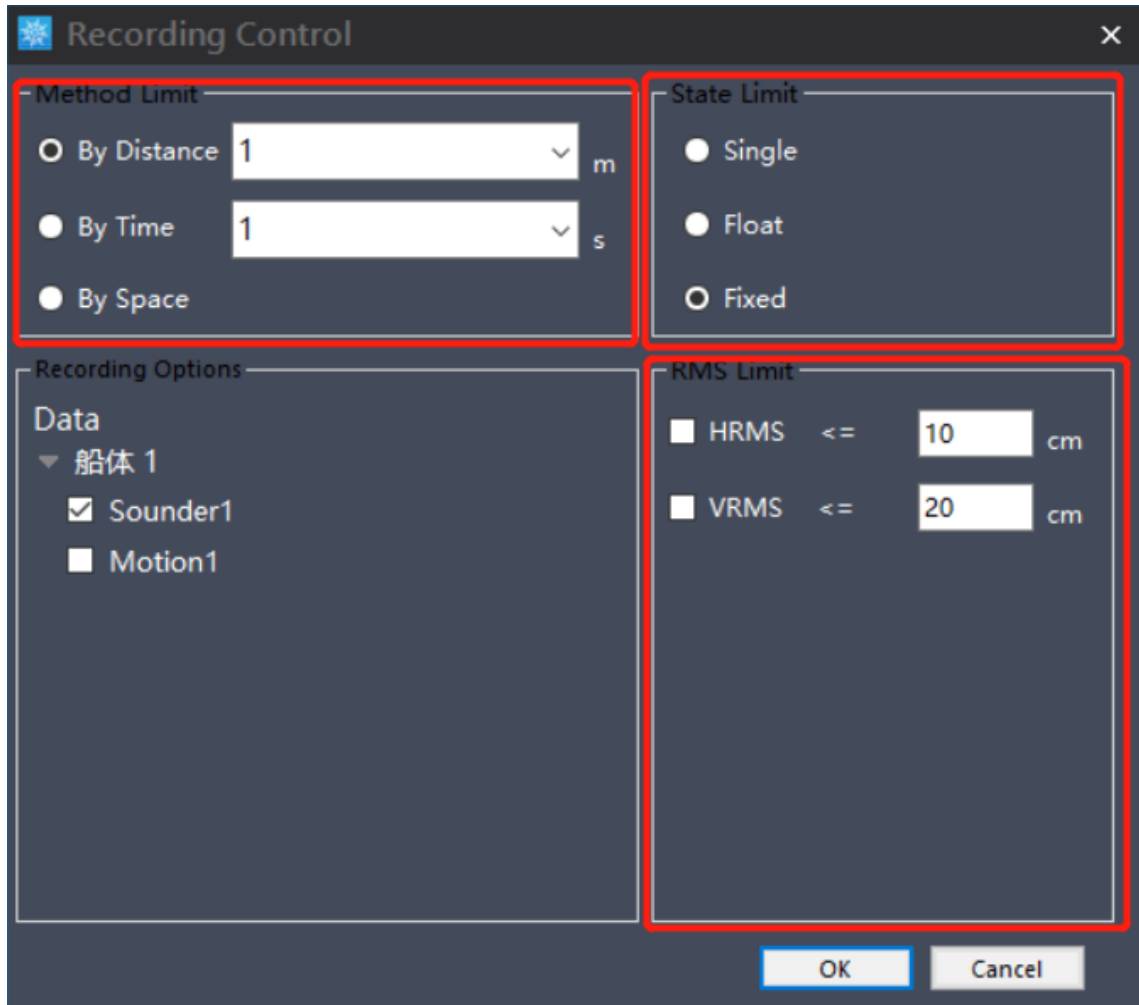 Recording Control
Method Limit
By Distance 1 m
By Time 1 s
By Space
State Limit
Single
Float
Fixed
Recording Options
Data
船体 1
Sounder1
Motion1
RMS Limit
HRMS <= 10 cm
VRMS <= 20 cm
OK Cancel